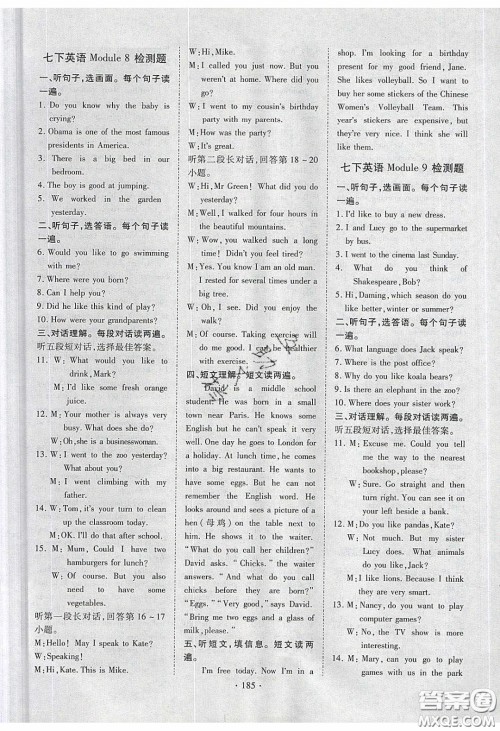 七下英语 Module 8 检测题
一、听句子,选画面。每个句子读
一遍。
1. Do you know why the baby is
crying?
2. Obama is one of the most famous
presidents in America.
3. There is a big bed in our
bedroom.
4. The boy is good at jumping.
5. We worked in the garden
yesterday.
二、听句子,选答语。每个句子读
一遍。
6. Would you like to go swimming
with me?
7. Where were you born?
8. Can I help you?
9. Did he like this kind of play?
10. How were your grandparents?
三、对话理解。每段对话读两遍。
听五段短对话,选择最佳答案。
11. W: What would you like to
drink, Mark?
M: I'd like some fresh orange
juice.
12. M: Your mother is always very
busy. What does she do?
W: Oh, she is a businesswoman.
13. W: I went to the zoo yesterday.
What about you?
M: I went climbing with my
father.
14. W: Tom, it's your turn to clean
up the classroom today.
M: OK. I'll do that after school.
15. M: Mum, Could I have two
hamburgers for lunch?
W: Of course. But you also
need to have some
vegetables.
听第一段长对话,回答第 16~17
小题。
M: Hello! May I speak to Kate?
W: Speaking!
M: Hi, Kate. This is Mike.
W: Hi, Mike.
M: I called you just now. But you
weren't at home. Where did you
go?
W: I went to my cousin's birthday
party with my parents.
M: How was the party?
W: It's great.
听第二段长对话,回答第 18~20
小题。
W: Hi, Mr Green! What did you do
yesterday?
M: Well, I walked for four hours in
the beautiful mountains.
W: Wow, you walked such a long
time! Didn't you feel tired?
M: Yes. You know I am an old man.
I rested for several times under a
big tree.
W: Oh, I see. Did you enjoy the
walk?
M: Of course. Taking exercise will
do me good. I can be healthier
with exercise.
四、短文理解。短文读两遍。
David is a middle school
student. He was born in a small
town near Paris. He knows some
English but he can't speak it very
well. One day he goes to London for
a holiday. At lunch time, he comes
into a big restaurant. He wants
some eggs for lunch. But he can not
remember the English word. He
looks around and sees a picture of a
hen (母鸡) on the table next to
him. He shows it to the waiter.
"What do you call her children?"
David asks. "Chicks." the waiter
answers. "And what do you call
chicks before they are born?"
"Eggs." "Very good," says David.
"Bring me two eggs and a glass of
milk, please."
五、听短文,填信息。短文读两
遍。
I'm free today. Now I'm in a
shop. I'm looking for a birthday
present for my good friend, Jane.
She likes volleyball. So I want to
buy her some stickers of the Chinese
Women's Volleyball Team. This
year's stickers are expensive, but
they're very nice. I think she will
like them.
七下英语 Module 9 检测题
一、听句子,选画面。每个句子读
一遍。
1. I'd like to buy a new dress.
2. I and Lucy go to the supermarket
by bus.
3. I went to the cinema last Sunday.
4. What do you think of
Shakespeare, Bob?
5. Hi, Daming, which season do you
like better, summer or winter?
二、听句子,选答语。每个句子读
一遍。
6. What language does Jack speak?
7. Where is the post office?
8. Why do you like koala bears?
9. Is there an elephant in the zoo?
10. Where does your sister work?
三、对话理解。每段对话读两遍。
听五段短对话,选择最佳答案。
11. M: Excuse me. Could you tell
me the way to the nearest
bookshop, please?
W: Go down this street and then
turn left. You can see it on
your left beside a bank.
12. M: Do you like pandas, Kate?
W: Not much. But my sister
Lucy does. What animals do
you like?
M: I like lions. Because I think
they are very smart.
13. M: Nancy, do you want to play
computer games?
W: No, the TV show is more
interesting.
14. M: Mary, can you go to play
games with us in the park
· 185 ·
答案圈
MXQE.COM